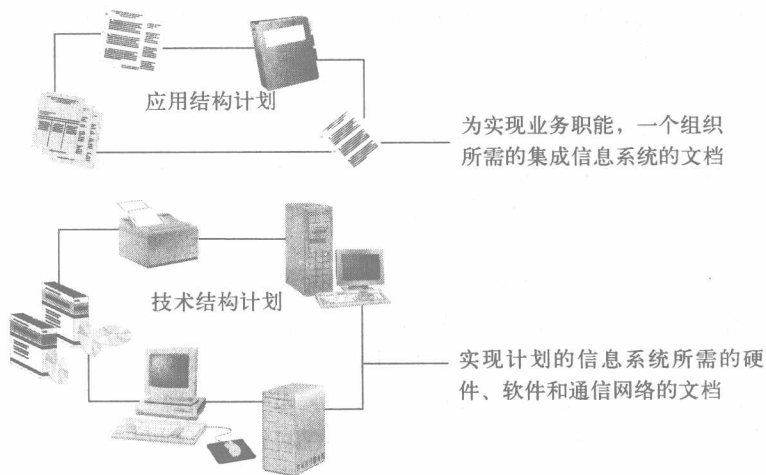 应用结构计划
为实现业务职能，一个组织
所需的集成信息系统的文档
技术结构计划
实现计划的信息系统所需的硬
件、软件和通信网络的文档